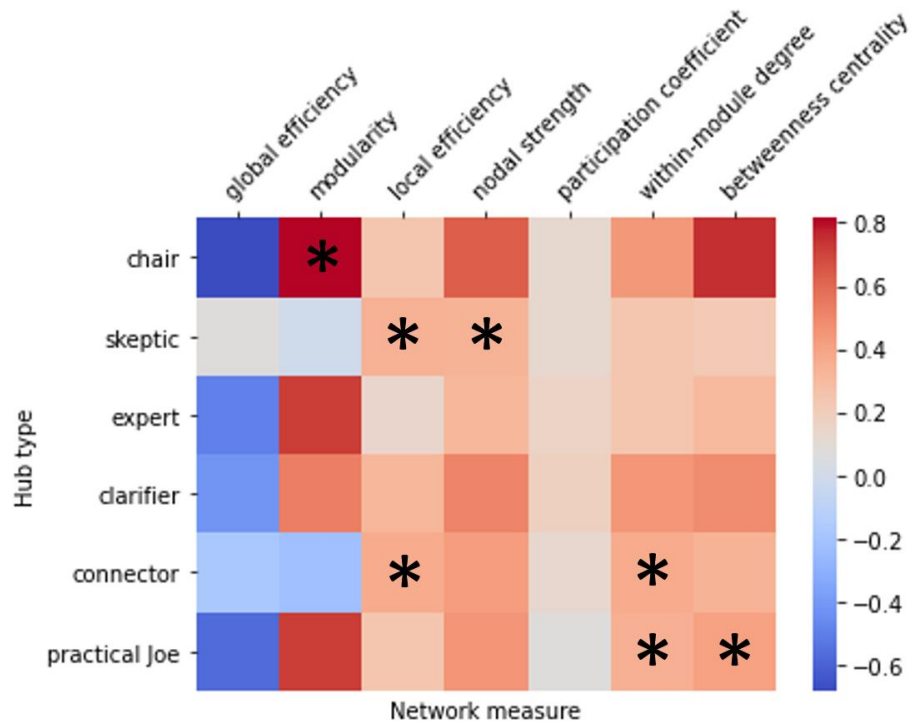 global efficiency
modularity
local efficiency
nodal strength
participation coefficient
within-module degree
betweenness centrality
chair
skeptic
expert
clarifier
connector
practical Joe
Hub type
Network measure
0.8
0.6
0.4
0.2
0.0
−0.2
−0.4
−0.6
*
* *
* *
* *